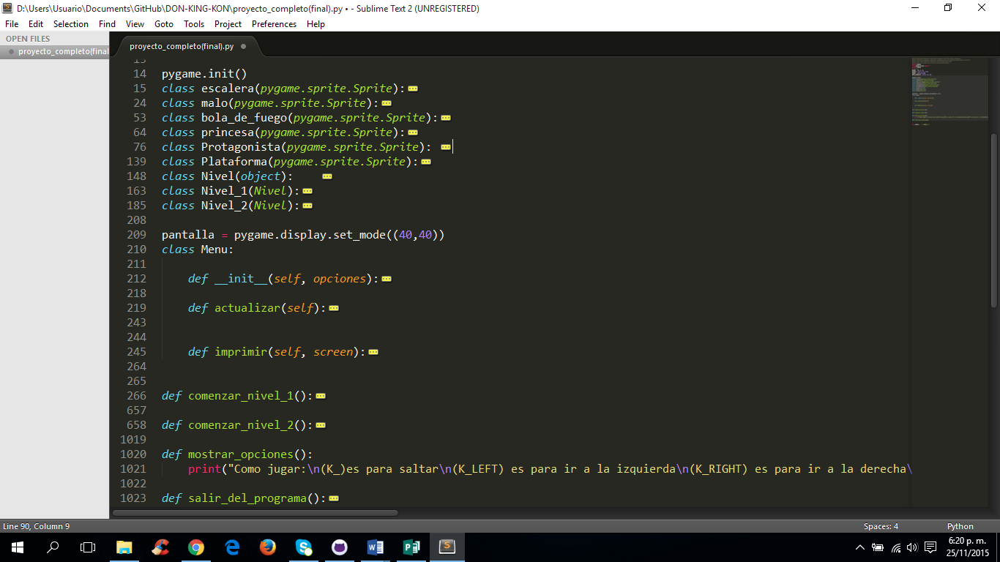 D:\Users\Usuario\Documents\GitHub\DON-KING-KON\proyecto_completo(final).py • - Sublime Text 2 (UNREGISTERED)
File Edit Selection Find View Goto Tools Project Preferences Help
OPEN FILES
proyecto_completo(final
proyecto_completo(final).py
14 pygame.init()
15 class escalera(pygame.sprite.Sprite):
24 class malo(pygame.sprite.Sprite):
53 class bola_de_fuego(pygame.sprite.Sprite):
64 class princesa(pygame.sprite.Sprite):
76 class Protagonista(pygame.sprite.Sprite):
139 class Plataforma(pygame.sprite.Sprite):
148 class Nivel(object):
163 class Nivel_1(Nivel):
185 class Nivel_2(Nivel):
208
209 pantalla = pygame.display.set_mode((40,40))
210 class Menu:
211
212 def __init__(self, opciones):
218
219 def actualizar(self):
243
244
245 def imprimir(self, screen):
264
265
266 def comenzar_nivel_1():
657
658 def comenzar_nivel_2():
1019
1020 def mostrar_opciones():
1021 print("Como jugar:\n(K_)es para saltar\n(K_LEFT) es para ir a la izquierda\n(K_RIGHT) es para ir a la derecha\
1022
1023 def salir_del_programa():
Line 90, Column 9 Spaces: 4 Python
6:20 p. m.
25/11/2015